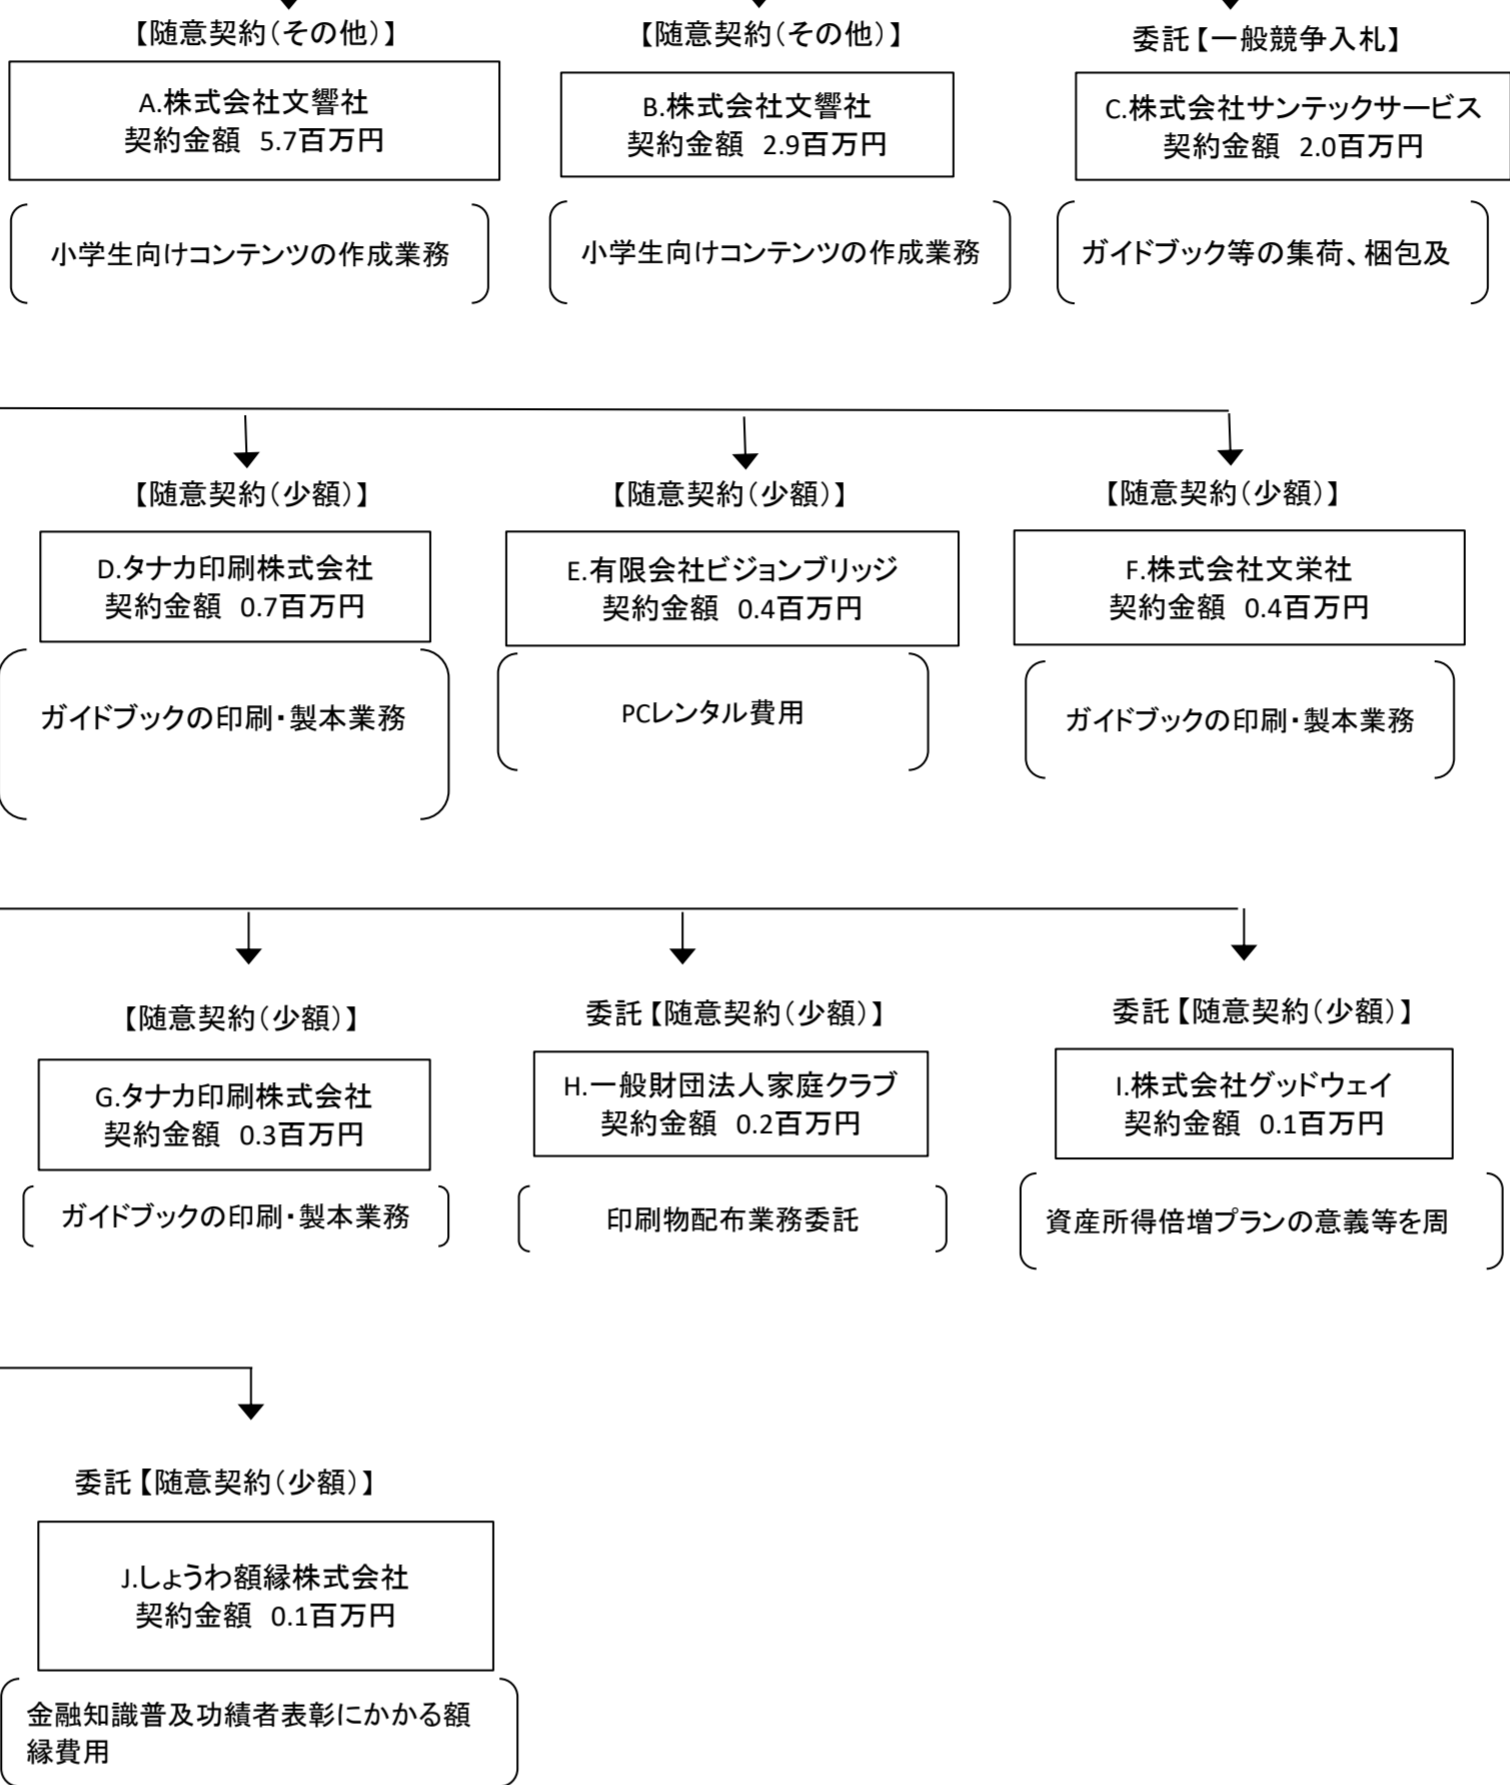 【随意契約(その他)】
A.株式会社文響社
契約金額 5.7百万円
小学生向けコンテンツの作成業務
【随意契約(その他)】
B.株式会社文響社
契約金額 2.9百万円
小学生向けコンテンツの作成業務
委託【一般競争入札】
C.株式会社サンテックサービス
契約金額 2.0百万円
ガイドブック等の集荷、梱包及
【随意契約(少額)】
D.タナカ印刷株式会社
契約金額 0.7百万円
ガイドブックの印刷・製本業務
【随意契約(少額)】
E.有限会社ビジョンブリッジ
契約金額 0.4百万円
PCレンタル費用
【随意契約(少額)】
F.株式会社文栄社
契約金額 0.4百万円
ガイドブックの印刷・製本業務
【随意契約(少額)】
G.タナカ印刷株式会社
契約金額 0.3百万円
ガイドブックの印刷・製本業務
委託【随意契約(少額)】
H.一般財団法人家庭クラブ
契約金額 0.2百万円
印刷物配布業務委託
委託【随意契約(少額)】
I.株式会社グッドウェイ
契約金額 0.1百万円
資産所得倍増プランの意義等を周
委託【随意契約(少額)】
J.しょうわ額縁株式会社
契約金額 0.1百万円
金融知識普及功績者表彰にかかる額
縁費用